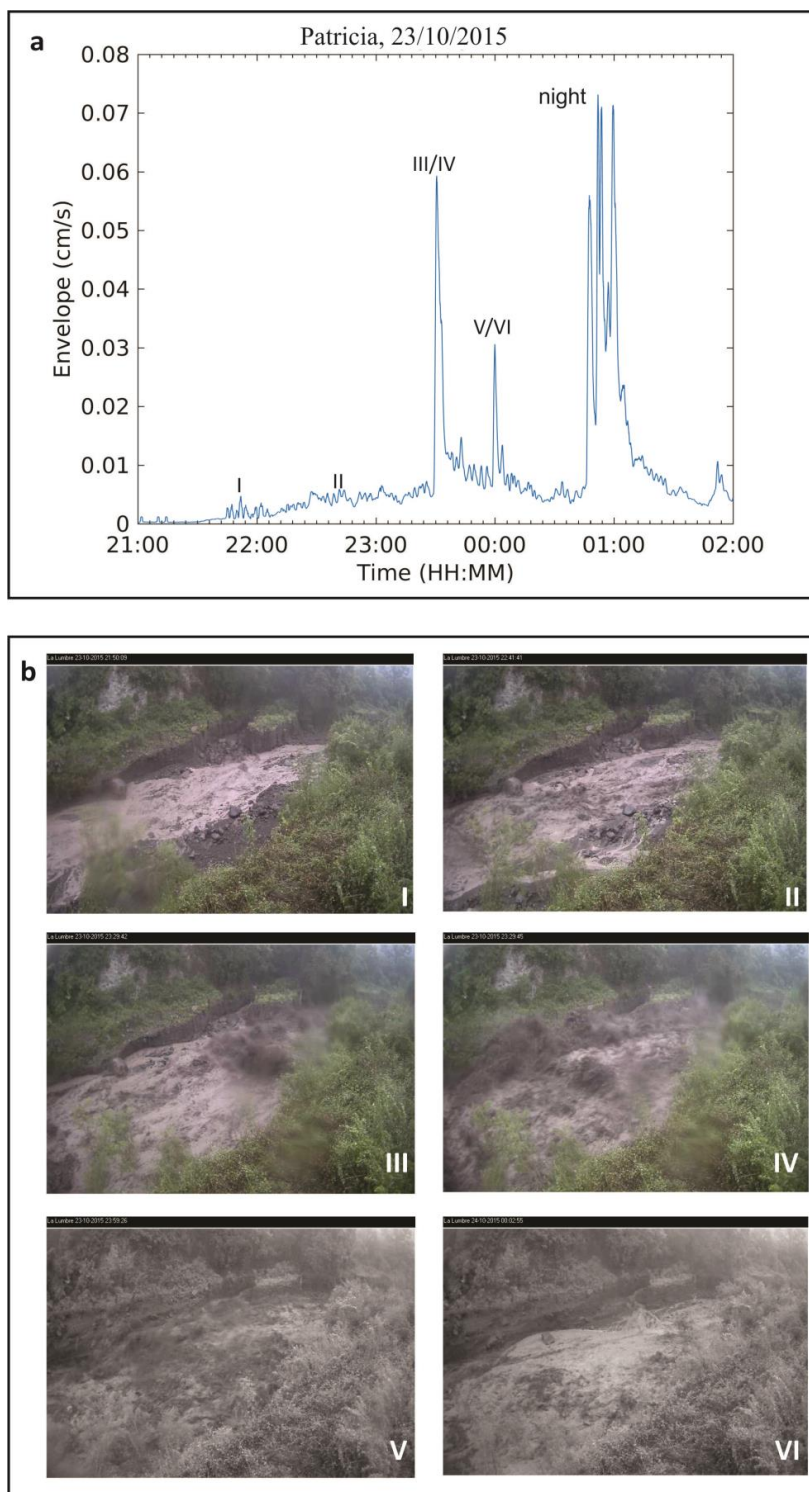 a
Patricia, 23/10/2015
0.08
0.07
0.06
0.05
0.04
0.03
0.02
0.01
0
Envelope (cm/s)
I
II
III/IV
V/VI
night
21:00 22:00 23:00 00:00 01:00 02:00
Time (HH:MM)
b
La Lumbre 23-10-2015 21:50:09
I
La Lumbre 23-10-2015 22:41:41
II
La Lumbre 23-10-2015 23:29:42
III
La Lumbre 23-10-2015 23:29:45
IV
La Lumbre 23-10-2015 23:59:26
V
La Lumbre 24-10-2015 00:02:55
VI